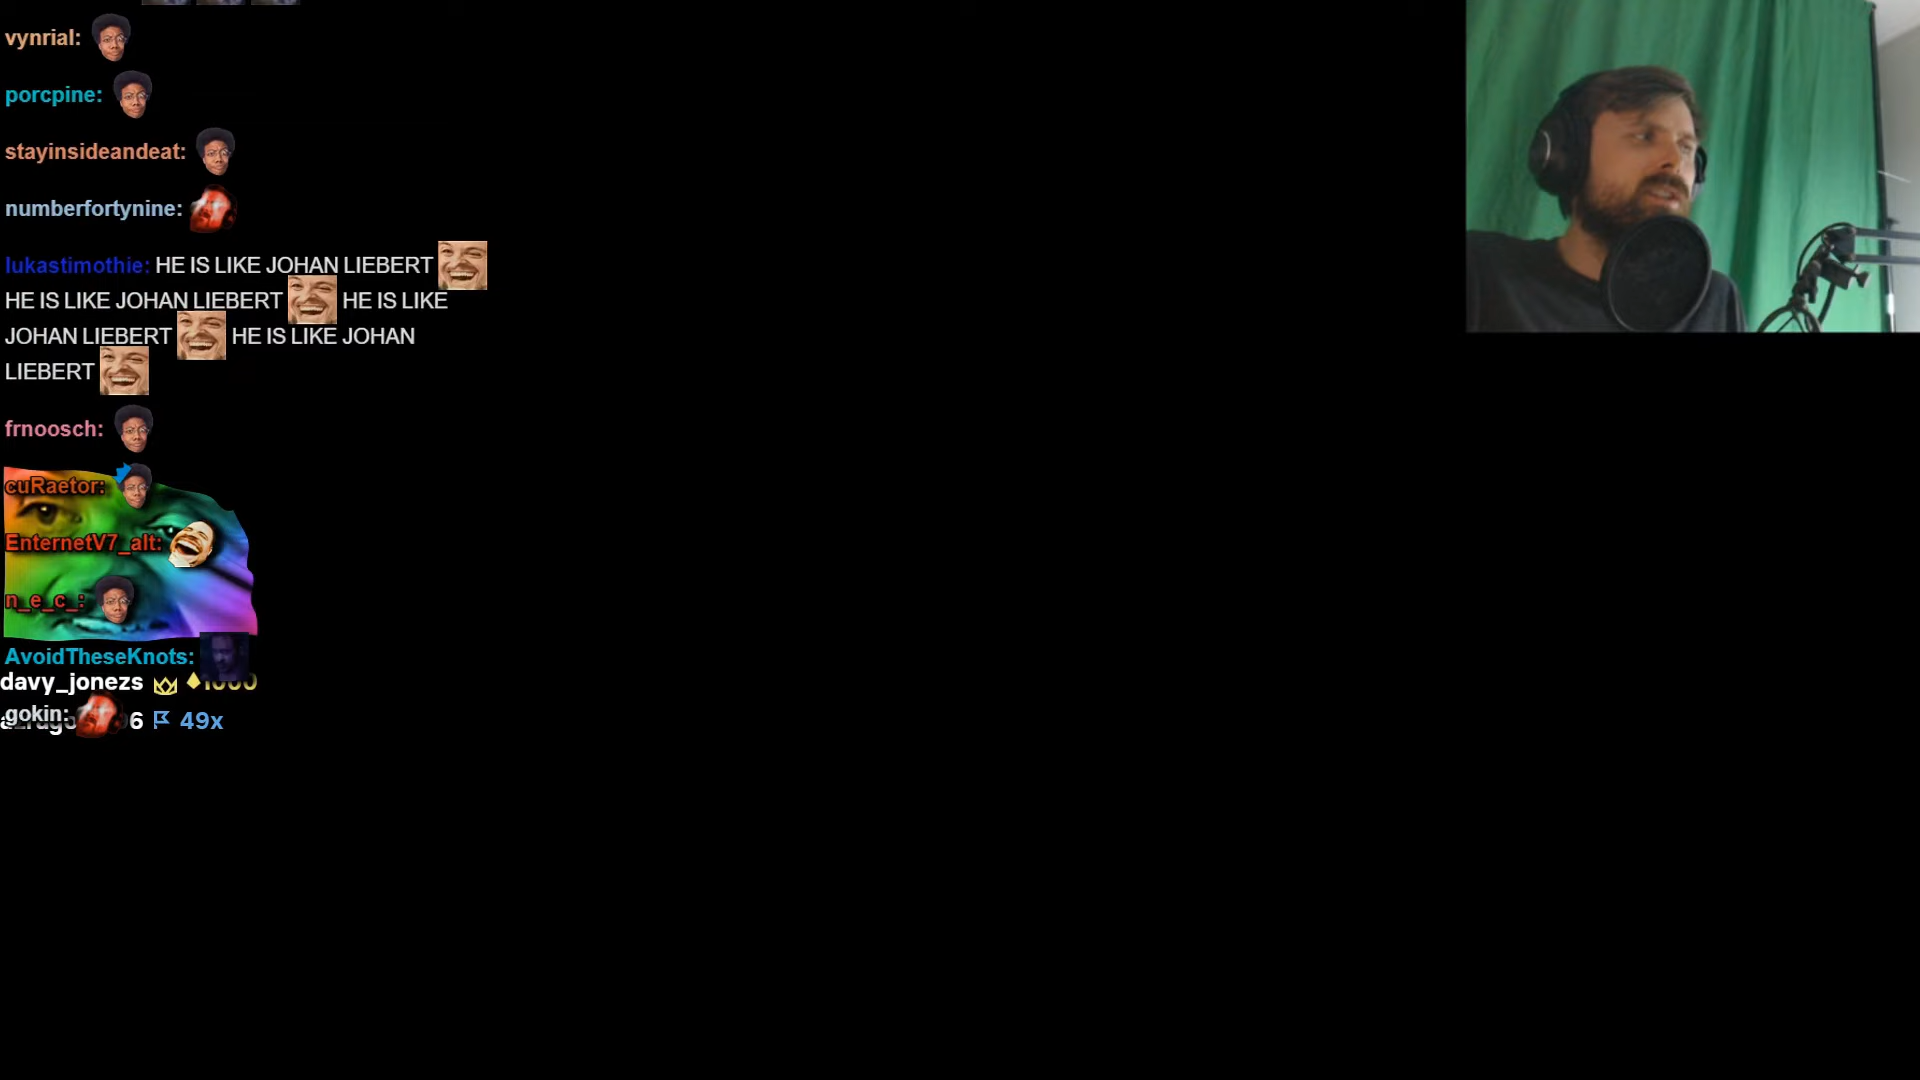 vynrial:
porcpine:
stayinsideandeat:
numberfortynine:
lukastimothie: HE IS LIKE JOHAN LIEBERT
HE IS LIKE JOHAN LIEBERT HE IS LIKE
JOHAN LIEBERT HE IS LIKE JOHAN
LIEBERT
frnoosch:
cuRaetor:
EnternetV7_alt:
n_e_c_:
AvoidTheseKnots:
davy_jonezs 1000
gokin:
6 49x